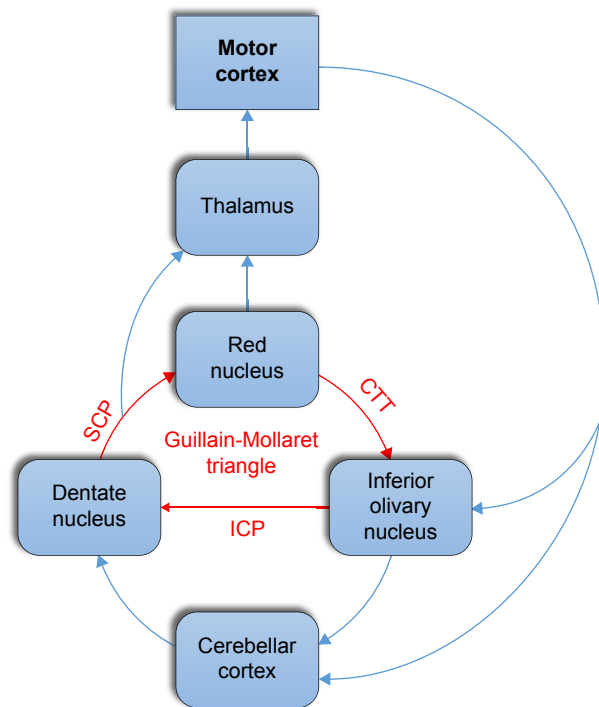 Motor
cortex
Thalamus
Red
nucleus
SCP
CTT
Guillain-Mollaret
triangle
Dentate
nucleus
Inferior
olivary
nucleus
ICP
Cerebellar
cortex